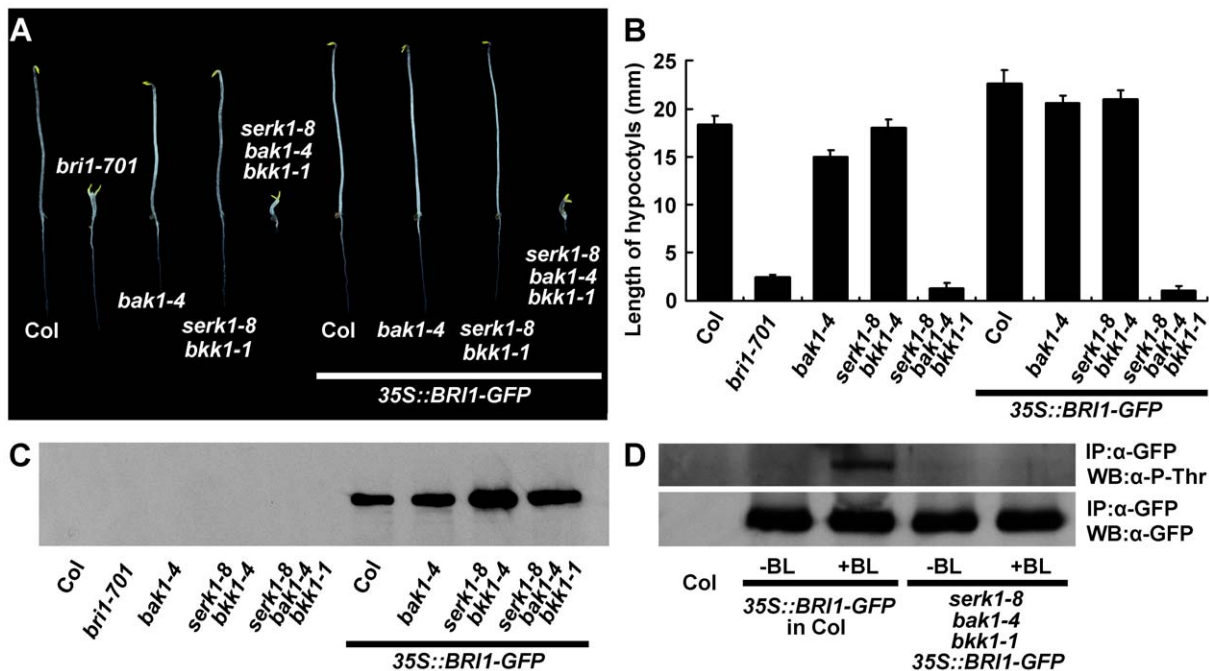 A
bri1-701
serk1-8
bak1-4
bkk1-1
Col
bak1-4
serk1-8
bkk1-1
Col
bak1-4
serk1-8
bkk1-1
serk1-8
bak1-4
bkk1-1
35S::BRI1-GFP
B
Length of hypocotyls (mm)
25
20
15
10
5
0
Col
bri1-701
bak1-4
serk1-8
bkk1-4
serk1-8
bak1-4
bkk1-1
Col
bak1-4
serk1-8
bkk1-4
serk1-8
bak1-4
bkk1-1
35S::BRI1-GFP
C
Col
bri1-701
bak1-4
serk1-8
bkk1-4
serk1-8
bak1-4
bkk1-1
Col
bak1-4
serk1-8
bkk1-4
serk1-8
bak1-4
bkk1-1
35S::BRI1-GFP
D
IP:α-GFP
WB:α-P-Thr
IP:α-GFP
WB:α-GFP
Col
-BL +BL -BL +BL
35S::BRI1-GFP
in Col
serk1-8
bak1-4
bkk1-1
35S::BRI1-GFP